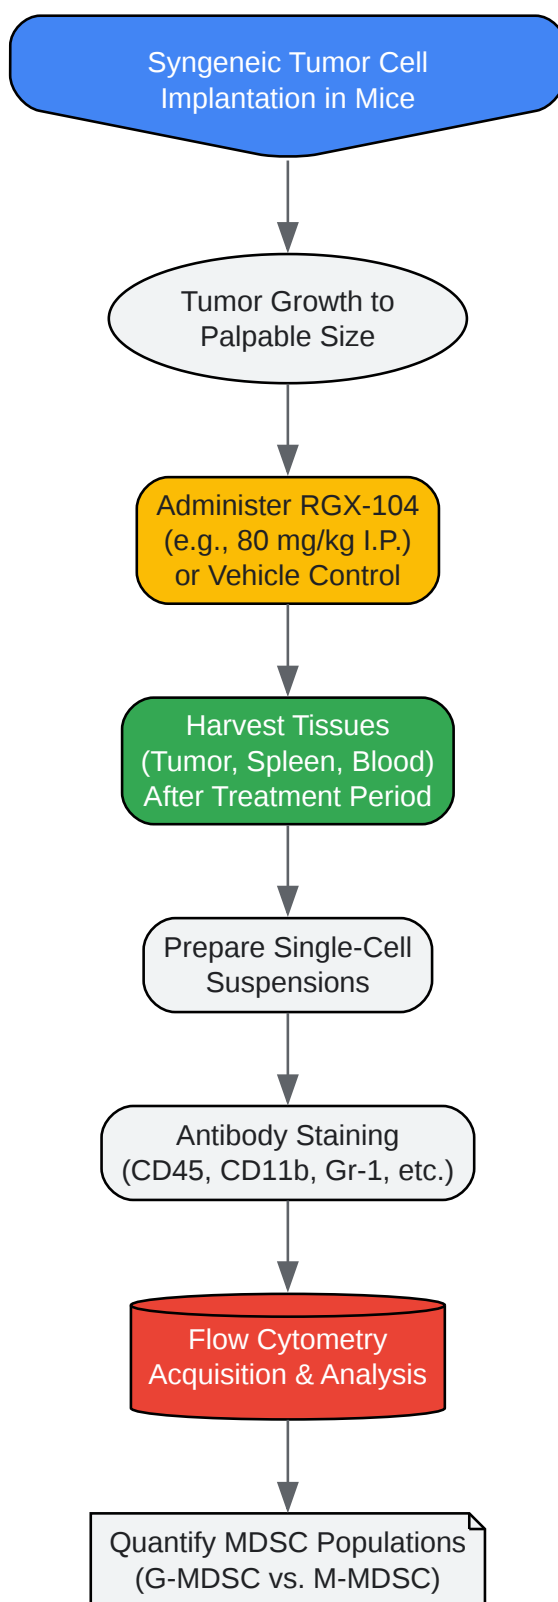 Syngeneic Tumor Cell
Implantation in Mice
Tumor Growth to
Palpable Size
Administer RGX-104
(e.g., 80 mg/kg I.P.)
or Vehicle Control
Harvest Tissues
(Tumor, Spleen, Blood)
After Treatment Period
Prepare Single-Cell
Suspensions
Antibody Staining
(CD45, CD11b, Gr-1, etc.)
Flow Cytometry
Acquisition & Analysis
Quantify MDSC Populations
(G-MDSC vs. M-MDSC)